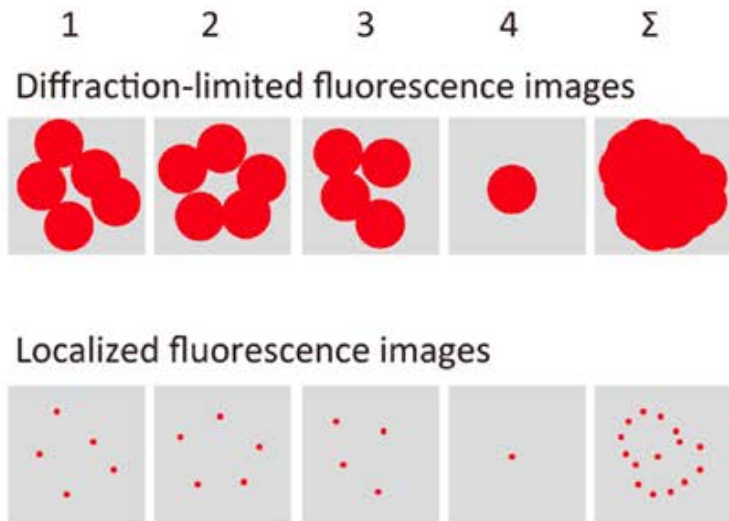 1 2 3 4 Σ
Diffraction-limited fluorescence images
Localized fluorescence images